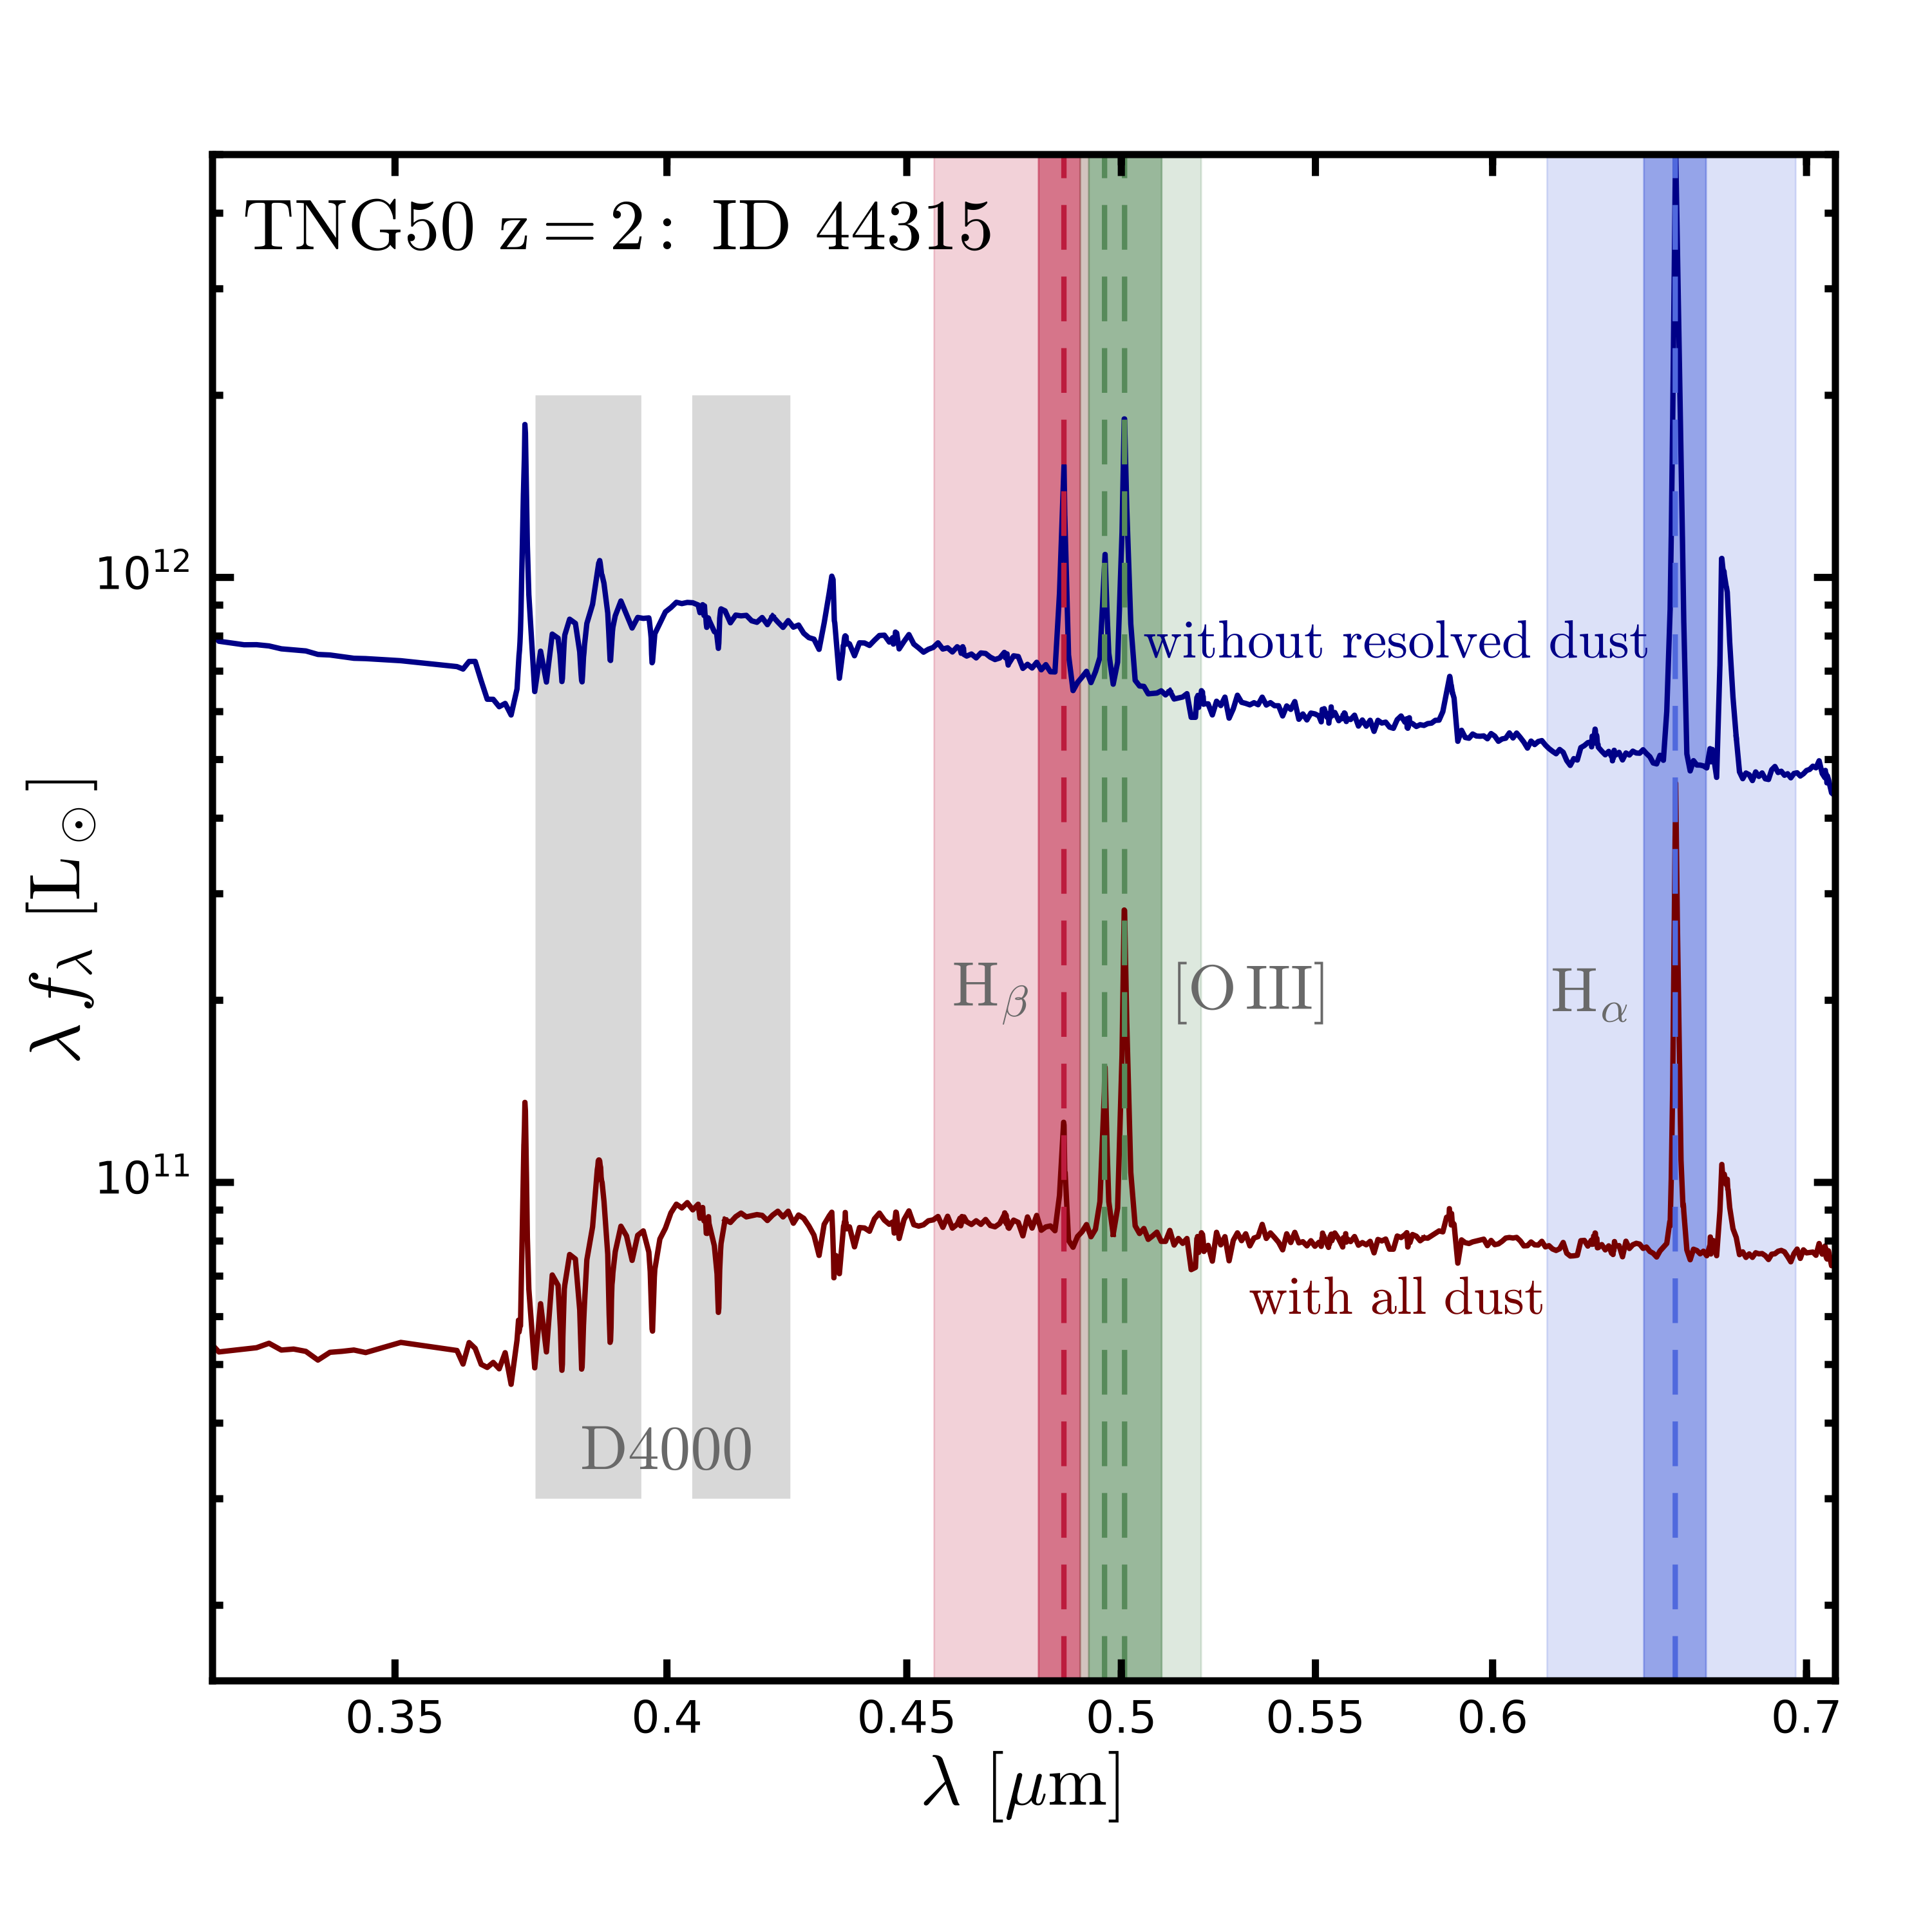 TNG50 z = 2 : ID 44315
10¹²
10¹¹
λ f_λ [L_⊙]
without resolved dust
H_β
[O III]
H_α
with all dust
D4000
0.35 0.4 0.45 0.5 0.55 0.6 0.7
λ [μm]